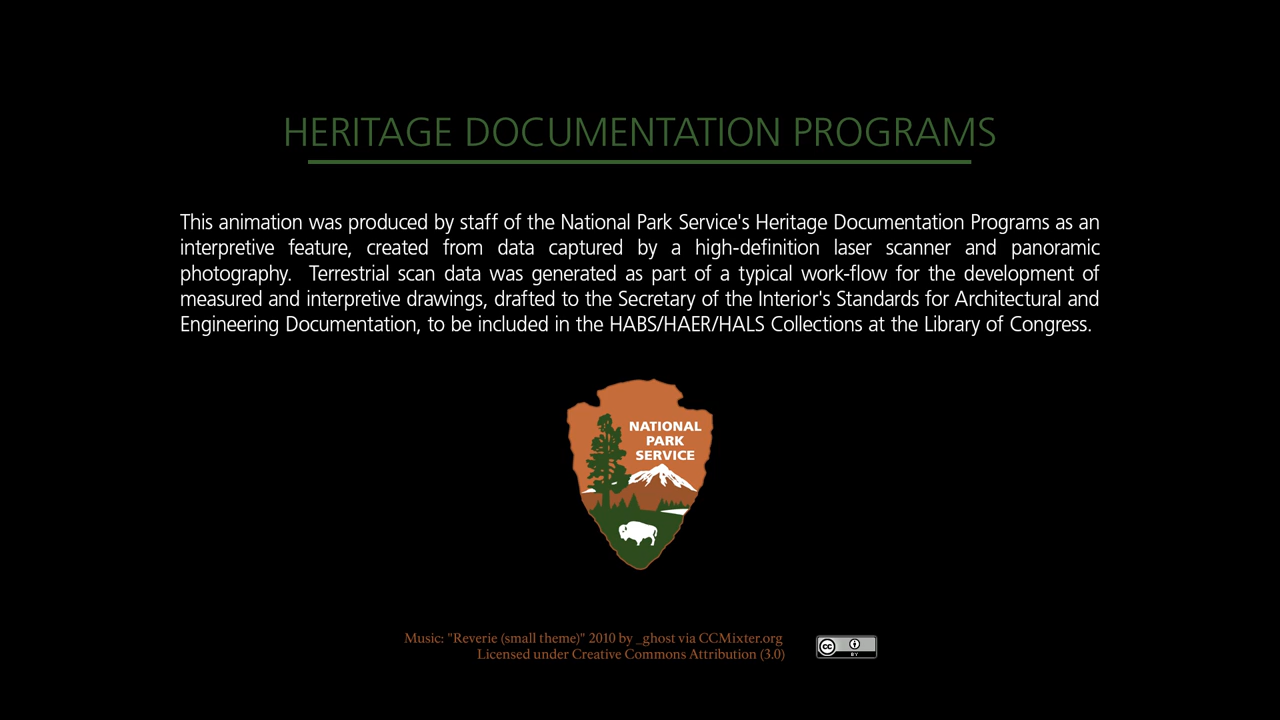 HERITAGE DOCUMENTATION PROGRAMS
This animation was produced by staff of the National Park Service's Heritage Documentation Programs as an
interpretive feature, created from data captured by a high-definition laser scanner and panoramic
photography. Terrestrial scan data was generated as part of a typical work-flow for the development of
measured and interpretive drawings, drafted to the Secretary of the Interior's Standards for Architectural and
Engineering Documentation, to be included in the HABS/HAER/HALS Collections at the Library of Congress.
NATIONAL
PARK
SERVICE
Music: "Reverie (small theme)" 2010 by _ghost via CCMixter.org
Licensed under Creative Commons Attribution (3.0)
cc
BY